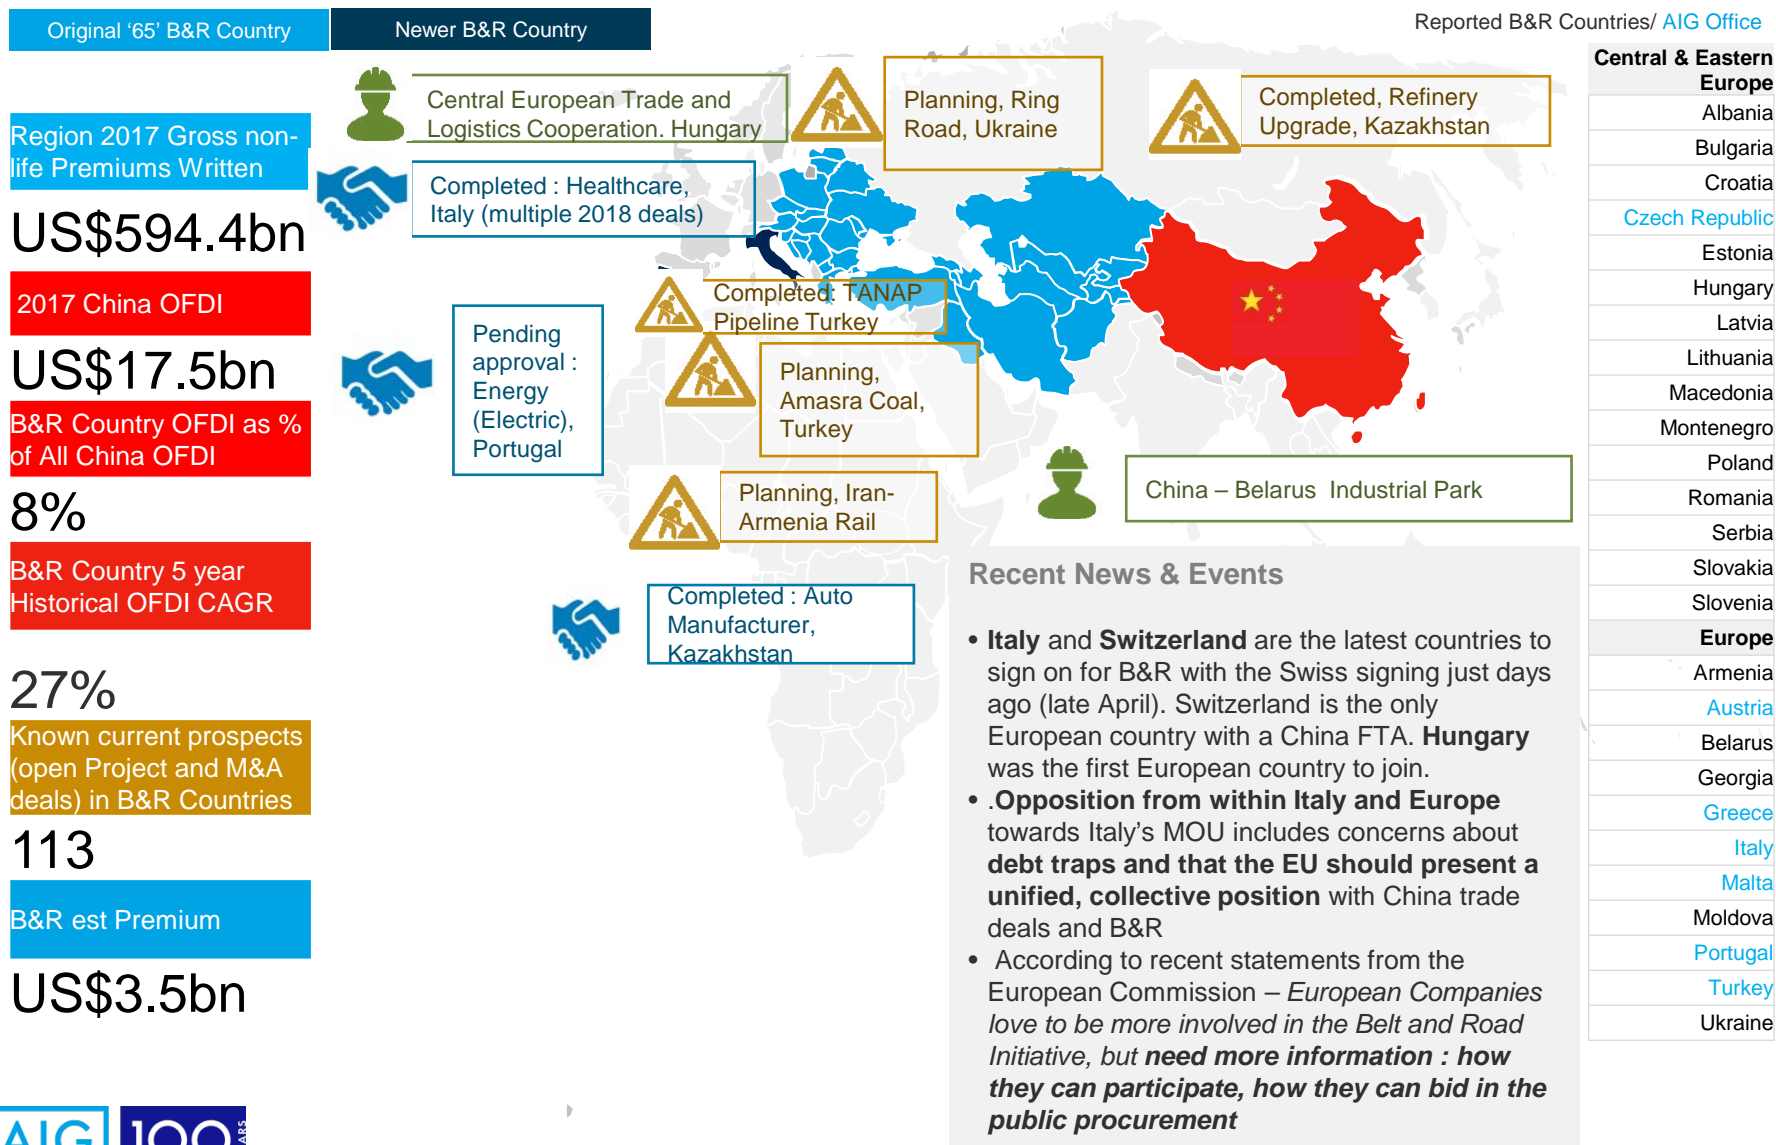 Original ‘65’ B&R Country
Newer B&R Country
Reported B&R Countries/ AIG Office
Region 2017 Gross non-
life Premiums Written
US$594.4bn
2017 China OFDI
US$17.5bn
B&R Country OFDI as %
of All China OFDI
8%
B&R Country 5 year
Historical OFDI CAGR
27%
Known current prospects
(open Project and M&A
deals) in B&R Countries
113
B&R est Premium
US$3.5bn
Central European Trade and
Logistics Cooperation. Hungary
Planning, Ring
Road, Ukraine
Completed, Refinery
Upgrade, Kazakhstan
Completed : Healthcare,
Italy (multiple 2018 deals)
Completed: TANAP
Pipeline Turkey
Pending
approval :
Energy
(Electric),
Portugal
Planning,
Amasra Coal,
Turkey
Planning, Iran-
Armenia Rail
China – Belarus Industrial Park
Completed : Auto
Manufacturer,
Kazakhstan
Recent News & Events
• Italy and Switzerland are the latest countries to
sign on for B&R with the Swiss signing just days
ago (late April). Switzerland is the only
European country with a China FTA. Hungary
was the first European country to join.
• .Opposition from within Italy and Europe
towards Italy’s MOU includes concerns about
debt traps and that the EU should present a
unified, collective position with China trade
deals and B&R
• According to recent statements from the
European Commission – European Companies
love to be more involved in the Belt and Road
Initiative, but need more information : how
they can participate, how they can bid in the
public procurement
Central & Eastern
Europe
Albania
Bulgaria
Croatia
Czech Republic
Estonia
Hungary
Latvia
Lithuania
Macedonia
Montenegro
Poland
Romania
Serbia
Slovakia
Slovenia
Europe
Armenia
Austria
Belarus
Georgia
Greece
Italy
Malta
Moldova
Portugal
Turkey
Ukraine
AIG
100